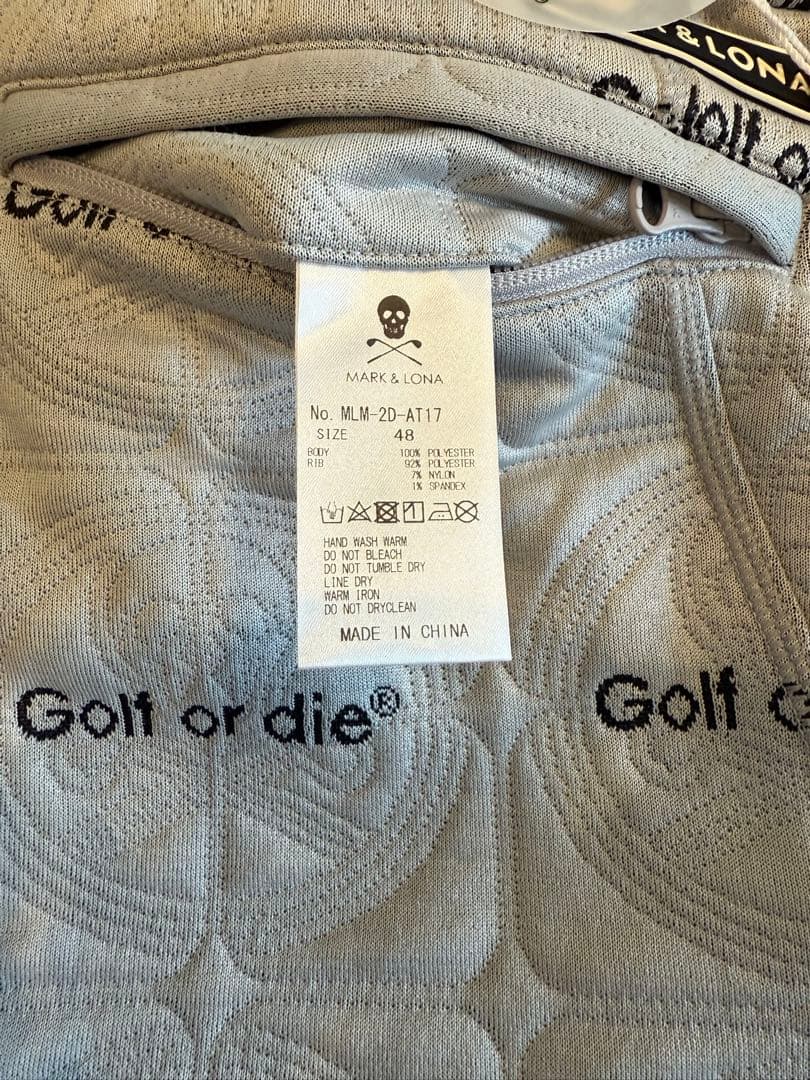 & LONA
Golf o
Golf
MARK & LONA
No. MLM-2D-AT17
SIZE 48
BODY 100% POLYESTER
RIB 92% POLYESTER
7% NYLON
1% SPANDEX
HAND WASH WARM
DO NOT BLEACH
DO NOT TUMBLE DRY
LINE DRY
WARM IRON
DO NOT DRYCLEAN
MADE IN CHINA
Golf or die® Golf